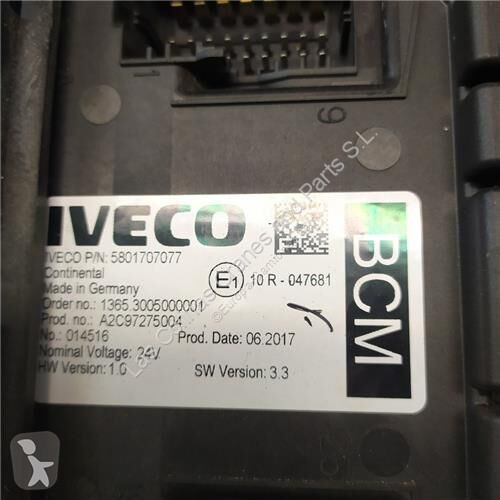 9
IVECO
IVECO P/N: 5801707077
Continental
Made in Germany
Order no.: 1365.3005000001
Prod. no.: A2C97275004
No.: 014516
Nominal Voltage: 24V
HW Version: 1.0
E1 10 R - 047681
Prod. Date: 06.2017
SW Version: 3.3
BCM